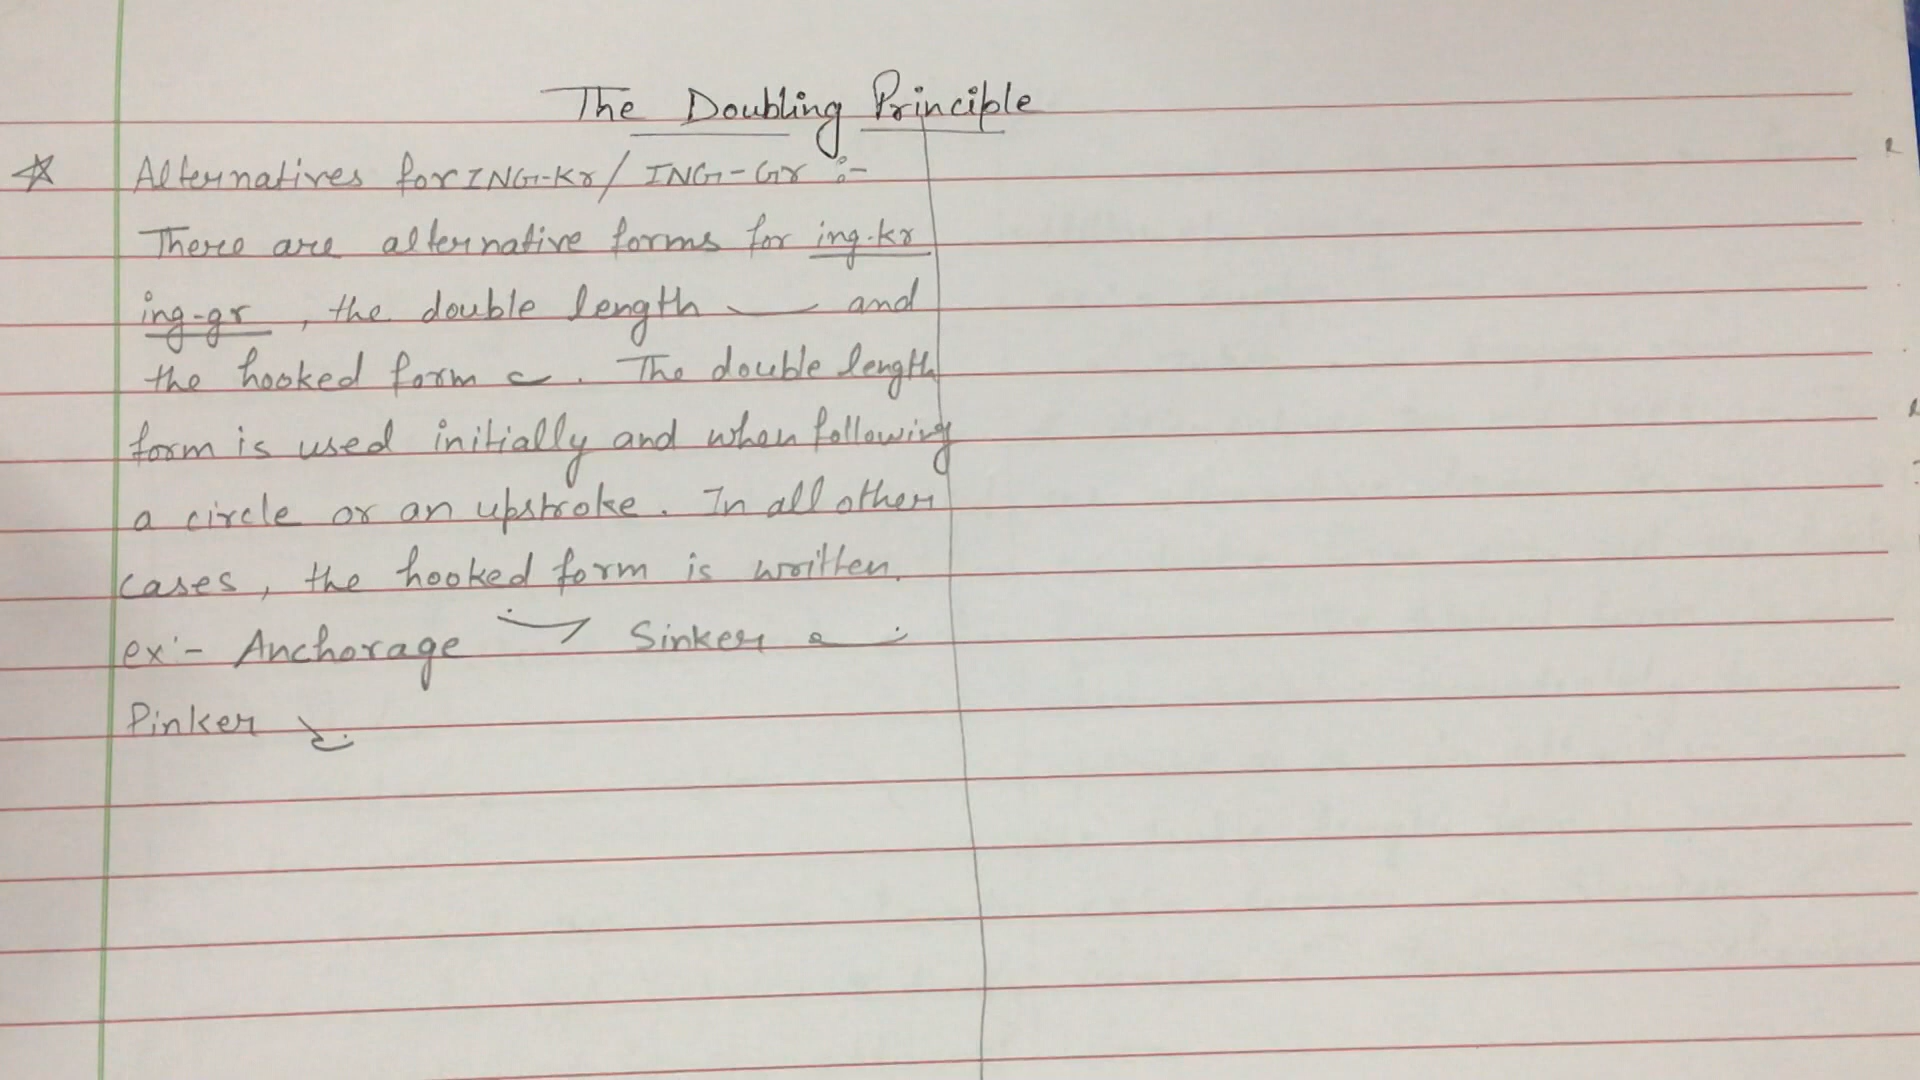 The Doubling Principle
☆ Alternatives for ING-Kr/ ING-Gr :-
There are alternative forms for ing-kr
ing-gr , the double length and
the hooked form . The double length
form is used initially and when following
a circle or an upstroke. In all other
cases, the hooked form is written.
ex:- Anchorage Sinker
Pinker